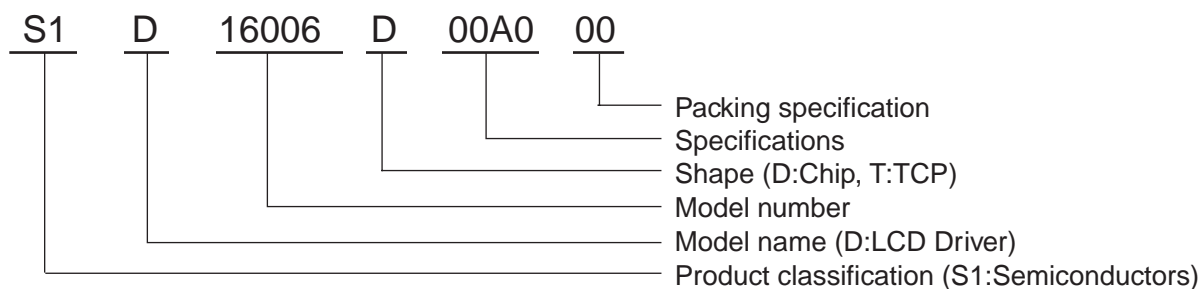 S1 D 16006 D 00A0 00
Packing specification
Specifications
Shape (D:Chip, T:TCP)
Model number
Model name (D:LCD Driver)
Product classification (S1:Semiconductors)